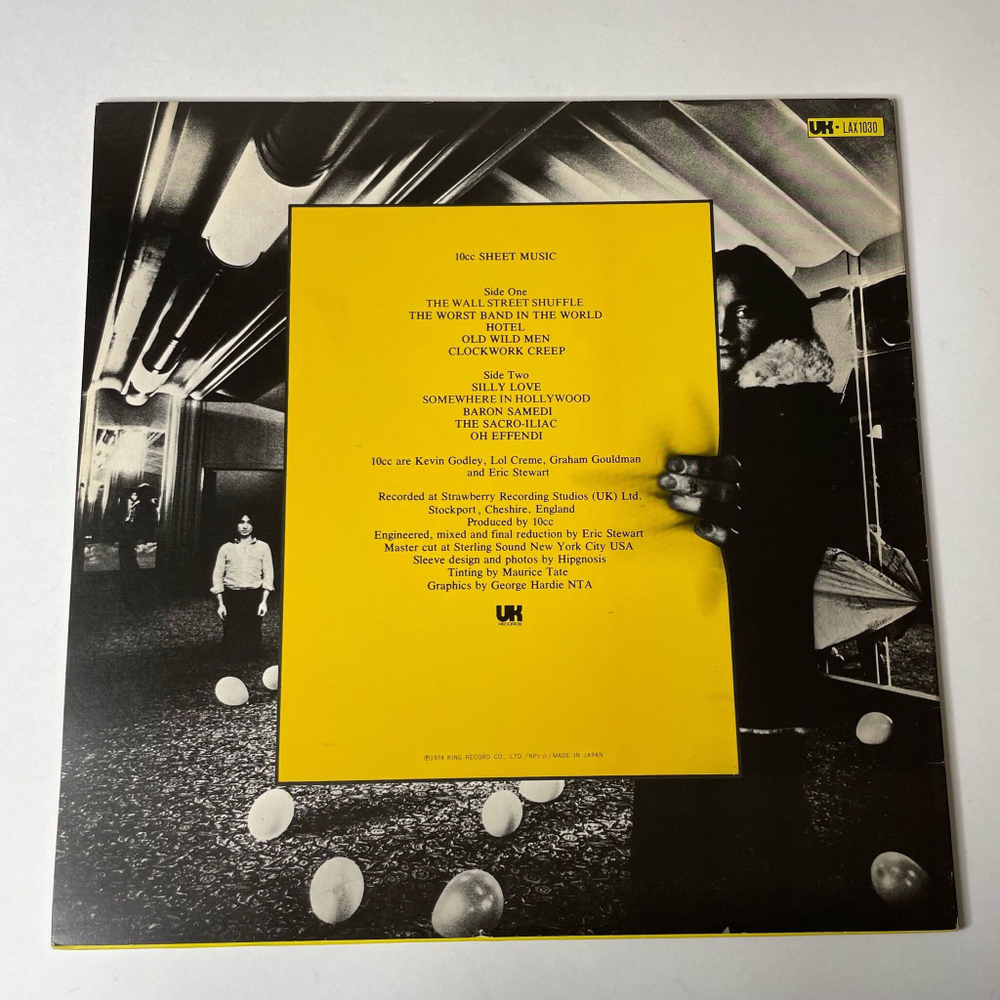 UK • LAX1030
10cc SHEET MUSIC
Side One
THE WALL STREET SHUFFLE
THE WORST BAND IN THE WORLD
HOTEL
OLD WILD MEN
CLOCKWORK CREEP
Side Two
SILLY LOVE
SOMEWHERE IN HOLLYWOOD
BARON SAMEDI
THE SACRO-ILIAC
OH EFFENDI
10cc are Kevin Godley, Lol Creme, Graham Gouldman
and Eric Stewart
Recorded at Strawberry Recording Studios (UK) Ltd.
Stockport, Cheshire, England
Produced by 10cc
Engineered, mixed and final reduction by Eric Stewart
Master cut at Sterling Sound New York City USA
Sleeve design and photos by Hipgnosis
Tinting by Maurice Tate
Graphics by George Hardie NTA
UK
RECORDS
Ⓟ1974 KING RECORD CO., LTD./NPc☆/MADE IN JAPAN